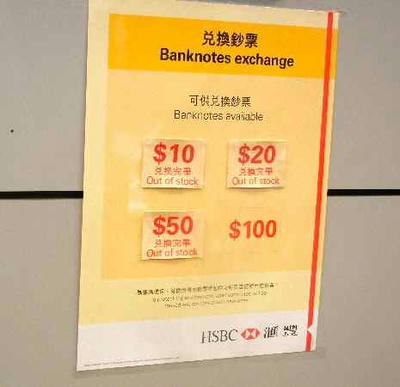 兌換鈔票
Banknotes exchange
可供兌換鈔票
Banknotes available
$10
兌換完畢
Out of stock
$20
兌換完畢
Out of stock
$50
兌換完畢
Out of stock
$100
HSBC 滙豐